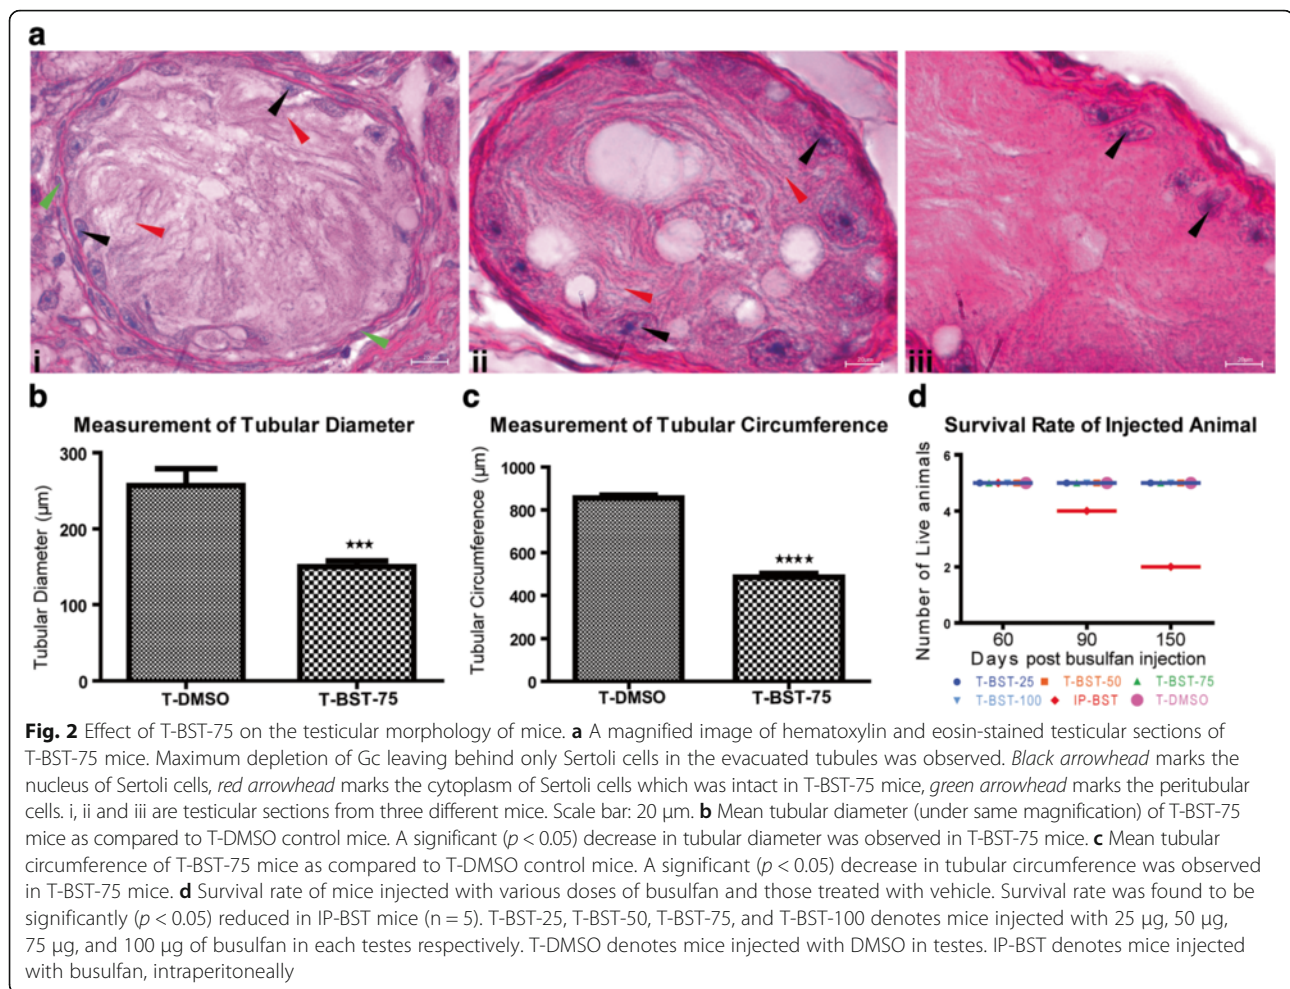 a
i
ii
iii
20µm
20µm
20µm
b
Measurement of Tubular Diameter
Tubular Diameter (µm)
300
200
100
0
T-DMSO
T-BST-75
★★★
c
Measurement of Tubular Circumference
Tubular Circumference (µm)
1000
800
600
400
200
0
T-DMSO
T-BST-75
★★★★
d
Survival Rate of Injected Animal
Number of Live animals
6
4
2
0
60
90
150
Days post busulfan injection
T-BST-25 T-BST-50 T-BST-75
T-BST-100 IP-BST T-DMSO
Fig. 2 Effect of T-BST-75 on the testicular morphology of mice. a A magnified image of hematoxylin and eosin-stained testicular sections of
T-BST-75 mice. Maximum depletion of Gc leaving behind only Sertoli cells in the evacuated tubules was observed. Black arrowhead marks the
nucleus of Sertoli cells, red arrowhead marks the cytoplasm of Sertoli cells which was intact in T-BST-75 mice, green arrowhead marks the peritubular
cells. i, ii and iii are testicular sections from three different mice. Scale bar: 20 µm. b Mean tubular diameter (under same magnification) of T-BST-75
mice as compared to T-DMSO control mice. A significant (p < 0.05) decrease in tubular diameter was observed in T-BST-75 mice. c Mean tubular
circumference of T-BST-75 mice as compared to T-DMSO control mice. A significant (p < 0.05) decrease in tubular circumference was observed
in T-BST-75 mice. d Survival rate of mice injected with various doses of busulfan and those treated with vehicle. Survival rate was found to be
significantly (p < 0.05) reduced in IP-BST mice (n = 5). T-BST-25, T-BST-50, T-BST-75, and T-BST-100 denotes mice injected with 25 µg, 50 µg,
75 µg, and 100 µg of busulfan in each testes respectively. T-DMSO denotes mice injected with DMSO in testes. IP-BST denotes mice injected
with busulfan, intraperitoneally